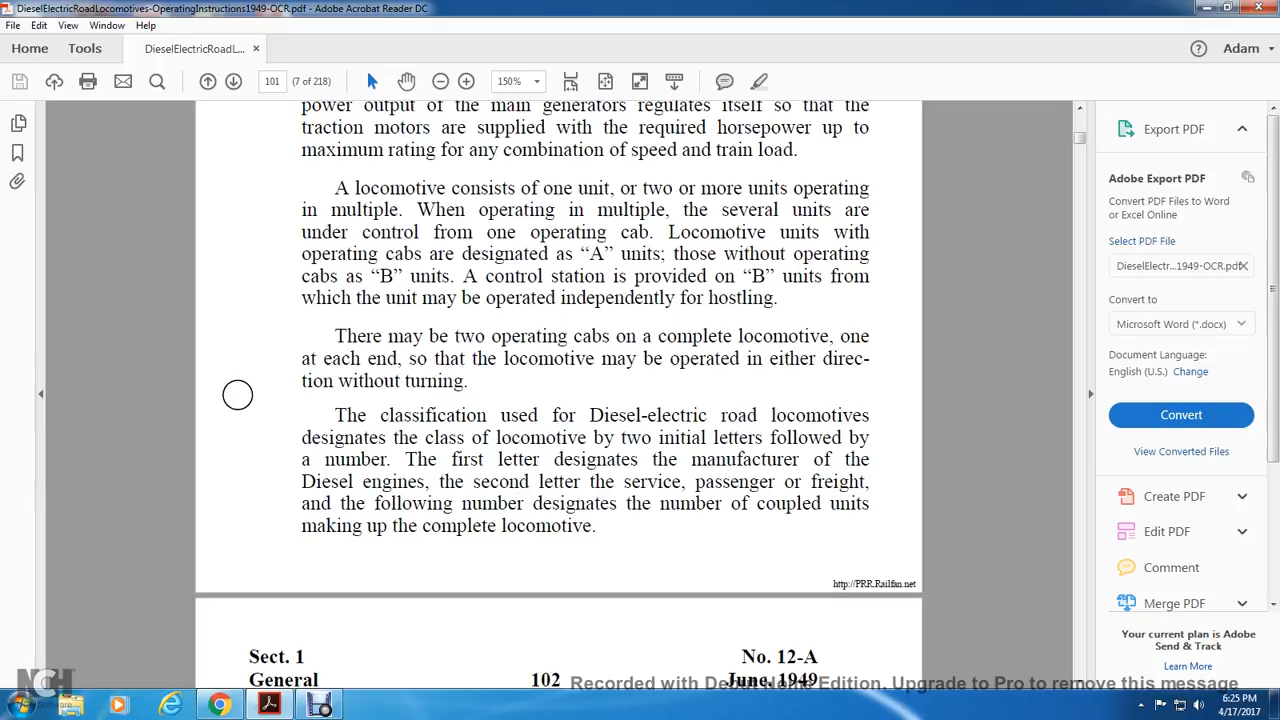 DieselElectricRoadLocomotives-OperatingInstructions1949-OCR.pdf - Adobe Acrobat Reader DC
File Edit View Window Help
Home Tools DieselElectricRoadL... × Adam
101 (7 of 218) 150%
power output of the main generators regulates itself so that the
traction motors are supplied with the required horsepower up to
maximum rating for any combination of speed and train load.
A locomotive consists of one unit, or two or more units operating
in multiple. When operating in multiple, the several units are
under control from one operating cab. Locomotive units with
operating cabs are designated as “A” units; those without operating
cabs as “B” units. A control station is provided on “B” units from
which the unit may be operated independently for hostling.
There may be two operating cabs on a complete locomotive, one
at each end, so that the locomotive may be operated in either direc-
tion without turning.
The classification used for Diesel-electric road locomotives
designates the class of locomotive by two initial letters followed by
a number. The first letter designates the manufacturer of the
Diesel engines, the second letter the service, passenger or freight,
and the following number designates the number of coupled units
making up the complete locomotive.
http://PRR.Railfan.net
Sect. 1 No. 12-A
General 102 June, 1949
Export PDF
Adobe Export PDF
Convert PDF Files to Word
or Excel Online
Select PDF File
DieselElectr...1949-OCR.pdf
Convert to
Microsoft Word (*.docx)
Document Language:
English (U.S.) Change
Convert
View Converted Files
Create PDF
Edit PDF
Comment
Merge PDF
Your current plan is Adobe
Send & Track
Learn More
NCH Software
Recorded with Debut Home Edition. Upgrade to Pro to remove this message
6:25 PM
4/17/2017